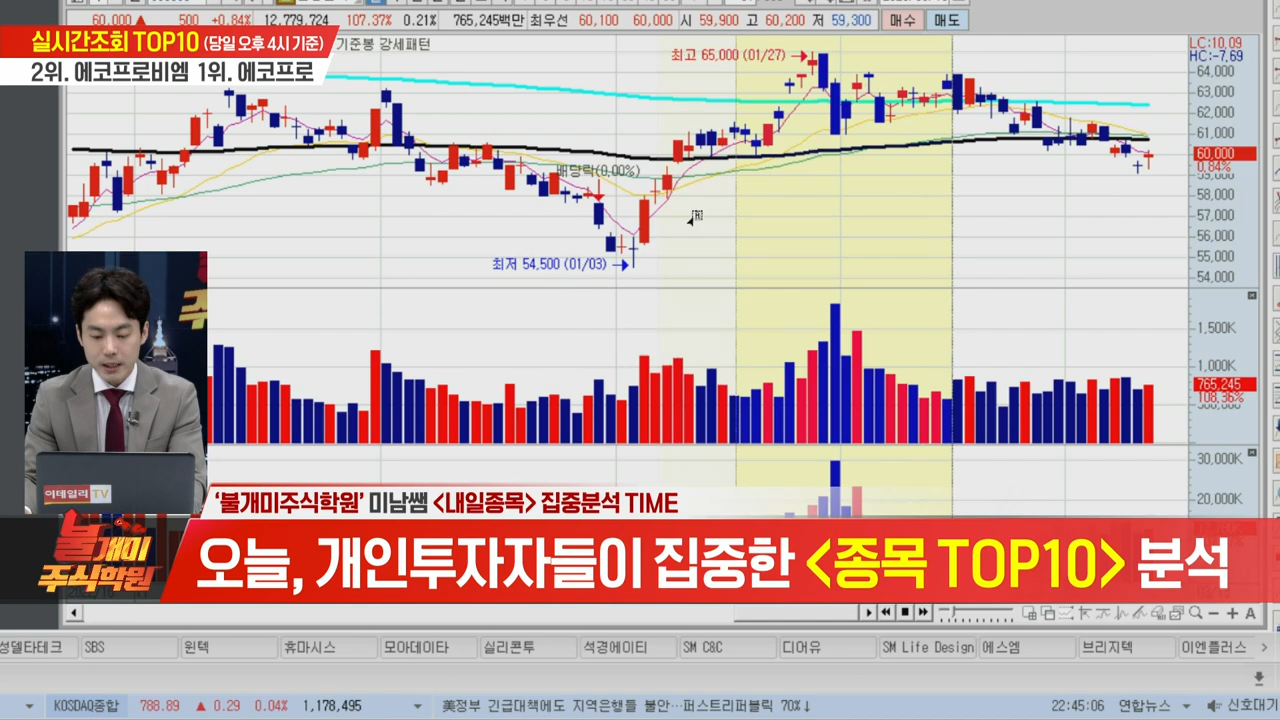 60,000 ▲ 500 +0.84% 12,779,724 107.37% 0.21% 765,245백만 최우선 60,100 60,000 시 59,900 고 60,200 저 59,300 매수 매도
실시간조회 TOP10 (당일 오후 4시 기준)
2위. 에코프로비엠 1위. 에코프로
기준봉 강세패턴
최고 65,000 (01/27)
LC:10,09
HC:-7,69
64,000
63,000
62,000
61,000
60,000
0,84%
59,000
58,000
57,000
56,000
55,000
54,000
배당락(0,00%)
최저 54,500 (01/03)
1,500K
1,000K
765,245
108,36%
30,000K
20,000K
이데일리TV
'불개미주식학원' 미남쌤 <내일종목> 집중분석 TIME
불개미
주식학원
오늘, 개인투자자들이 집중한 <종목 TOP10> 분석
성델타테크 SBS 윈텍 휴마시스 모아데이타 실리콘투 석경에이티 SM C&C 디어유 SM Life Design 에스엠 브리지텍 이엔플러스
KOSDAQ종합 788.89 ▲ 0.29 0.04% 1,178,495 美정부 긴급대책에도 지역은행들 불안…퍼스트리퍼블릭 70%↓ 22:45:06 연합뉴스 신호대기